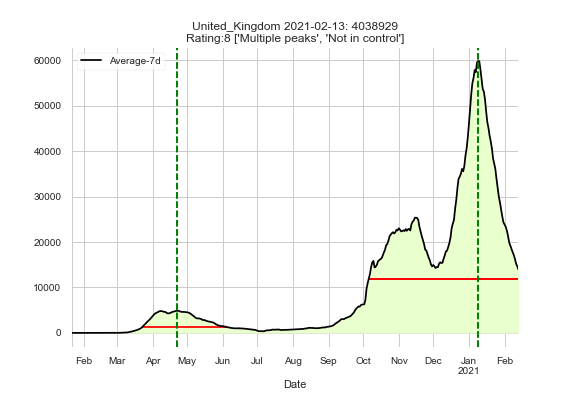 United_Kingdom 2021-02-13: 4038929
Rating:8 ['Multiple peaks', 'Not in control']
Average-7d
60000
50000
40000
30000
20000
10000
0
Feb Mar Apr May Jun Jul Aug Sep Oct Nov Dec Jan Feb
2021
Date